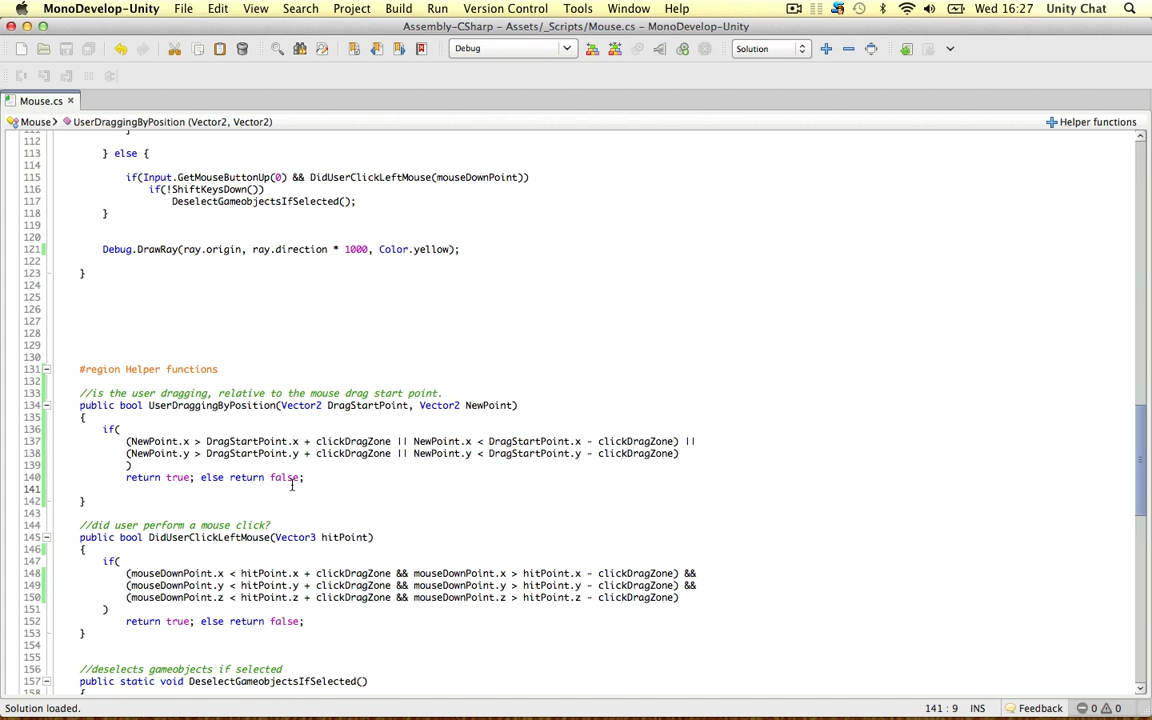 MonoDevelop-Unity File Edit View Search Project Build Run Version Control Tools Window Help Wed 16:27 Unity Chat
Assembly-CSharp - Assets/_Scripts/Mouse.cs - MonoDevelop-Unity
Debug Solution
Mouse.cs ×
Mouse UserDraggingByPosition (Vector2, Vector2) Helper functions
111 }
112
113 } else {
114
115 if(Input.GetMouseButtonUp(0) && DidUserClickLeftMouse(mouseDownPoint))
116 if(!ShiftKeysDown())
117 DeselectGameobjectsIfSelected();
118 }
119
120
121 Debug.DrawRay(ray.origin, ray.direction * 1000, Color.yellow);
122
123 }
124
125
126
127
128
129
130
131 #region Helper functions
132
133 //is the user dragging, relative to the mouse drag start point.
134 public bool UserDraggingByPosition(Vector2 DragStartPoint, Vector2 NewPoint)
135 {
136 if(
137 (NewPoint.x > DragStartPoint.x + clickDragZone || NewPoint.x < DragStartPoint.x - clickDragZone) ||
138 (NewPoint.y > DragStartPoint.y + clickDragZone || NewPoint.y < DragStartPoint.y - clickDragZone)
139 )
140 return true; else return false;
141
142 }
143
144 //did user perform a mouse click?
145 public bool DidUserClickLeftMouse(Vector3 hitPoint)
146 {
147 if(
148 (mouseDownPoint.x < hitPoint.x + clickDragZone && mouseDownPoint.x > hitPoint.x - clickDragZone) &&
149 (mouseDownPoint.y < hitPoint.y + clickDragZone && mouseDownPoint.y > hitPoint.y - clickDragZone) &&
150 (mouseDownPoint.z < hitPoint.z + clickDragZone && mouseDownPoint.z > hitPoint.z - clickDragZone)
151 )
152 return true; else return false;
153 }
154
155
156 //deselects gameobjects if selected
157 public static void DeselectGameobjectsIfSelected()
158 {
Solution loaded. 141 : 9 INS Feedback 0 0